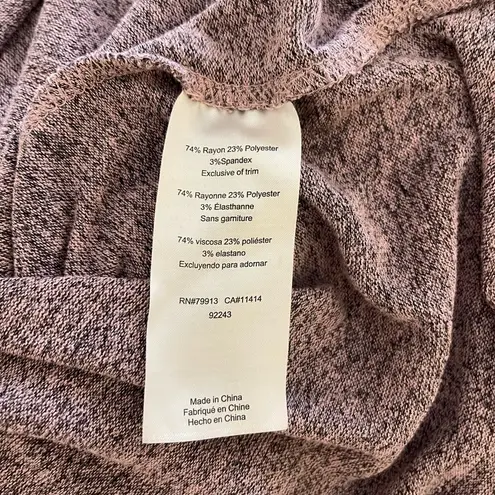 74% Rayon 23% Polyester
3%Spandex
Exclusive of trim
74% Rayonne 23% Polyester
3% Élasthanne
Sans garniture
74% viscosa 23% poliéster
3% elastano
Excluyendo para adornar
RN#79913 CA#11414
92243
Made in China
Fabriqué en Chine
Hecho en China